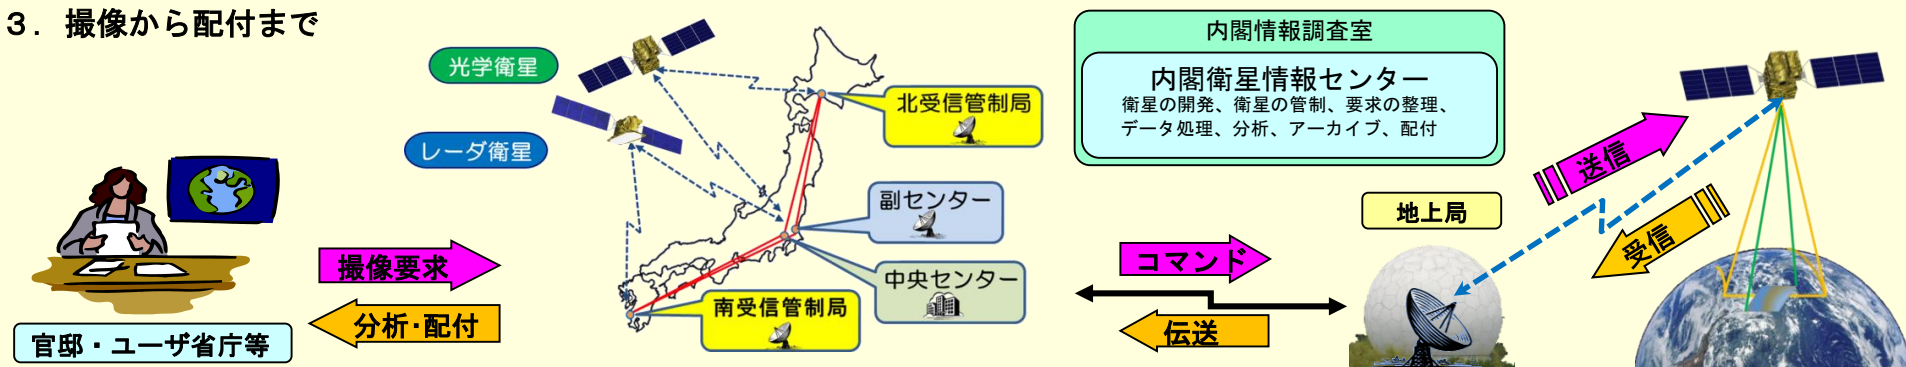 ３．撮像から配付まで
光学衛星
レーダ衛星
北受信管制局
副センター
中央センター
南受信管制局
撮像要求
分析・配付
官邸・ユーザ省庁等
内閣情報調査室
内閣衛星情報センター
衛星の開発、衛星の管制、要求の整理、
データ処理、分析、アーカイブ、配付
コマンド
伝送
地上局
送信
受信